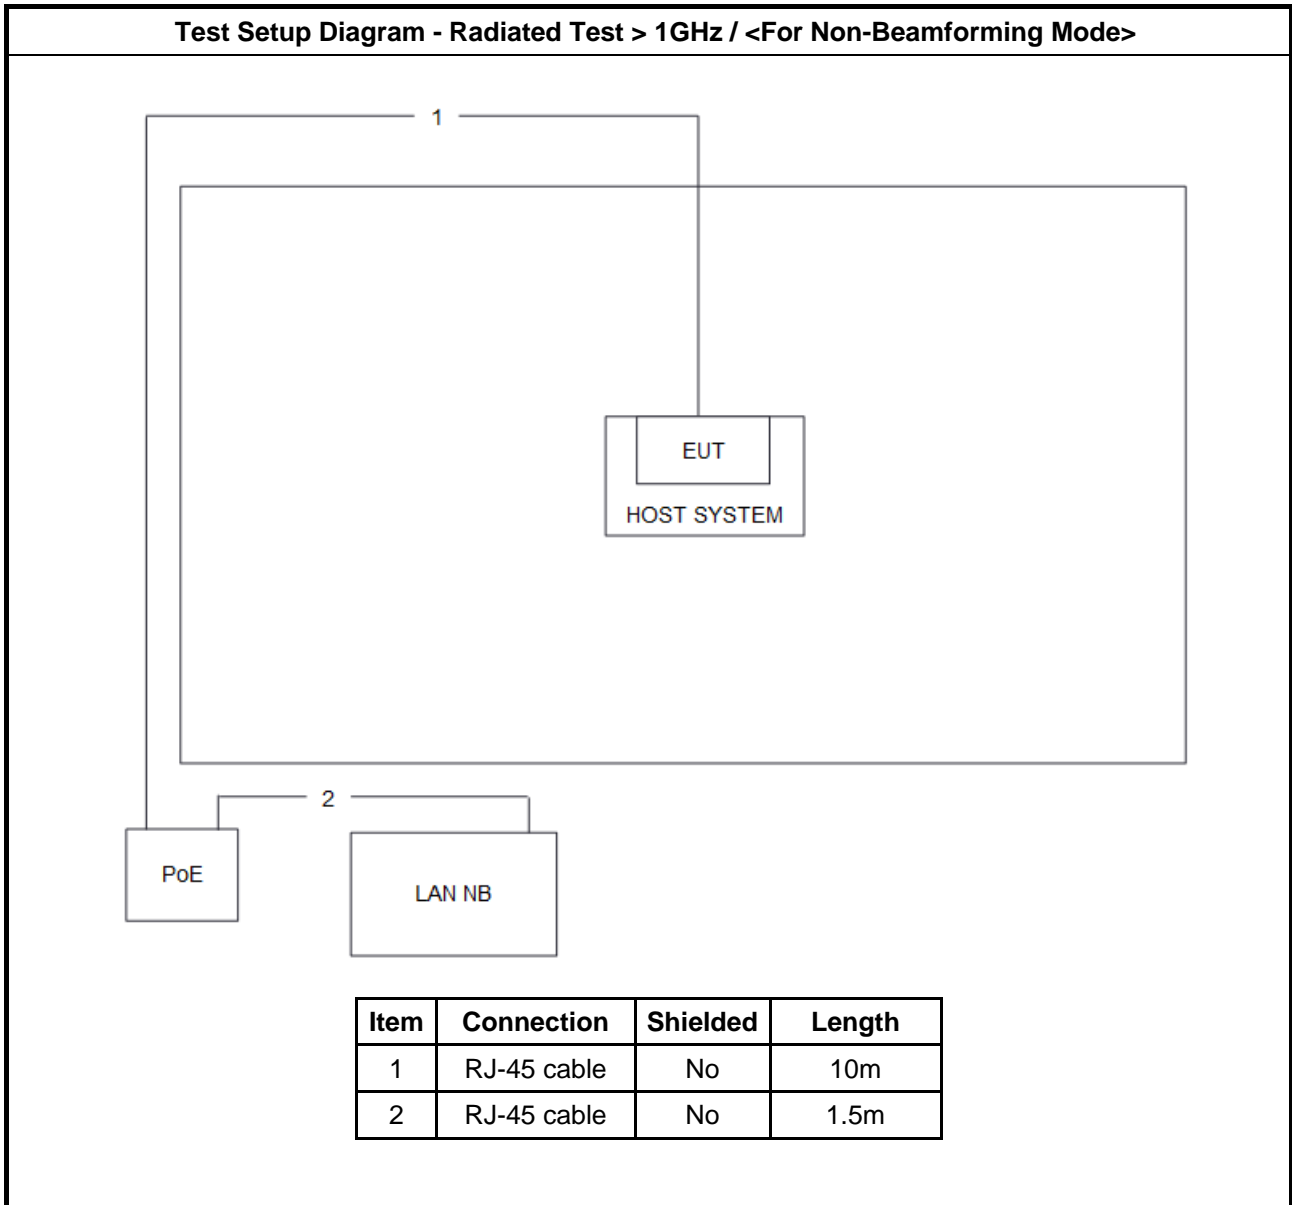 Test Setup Diagram - Radiated Test > 1GHz / <For Non-Beamforming Mode>
1
EUT
HOST SYSTEM
2
PoE
LAN NB
Item Connection Shielded Length
1 RJ-45 cable No 10m
2 RJ-45 cable No 1.5m